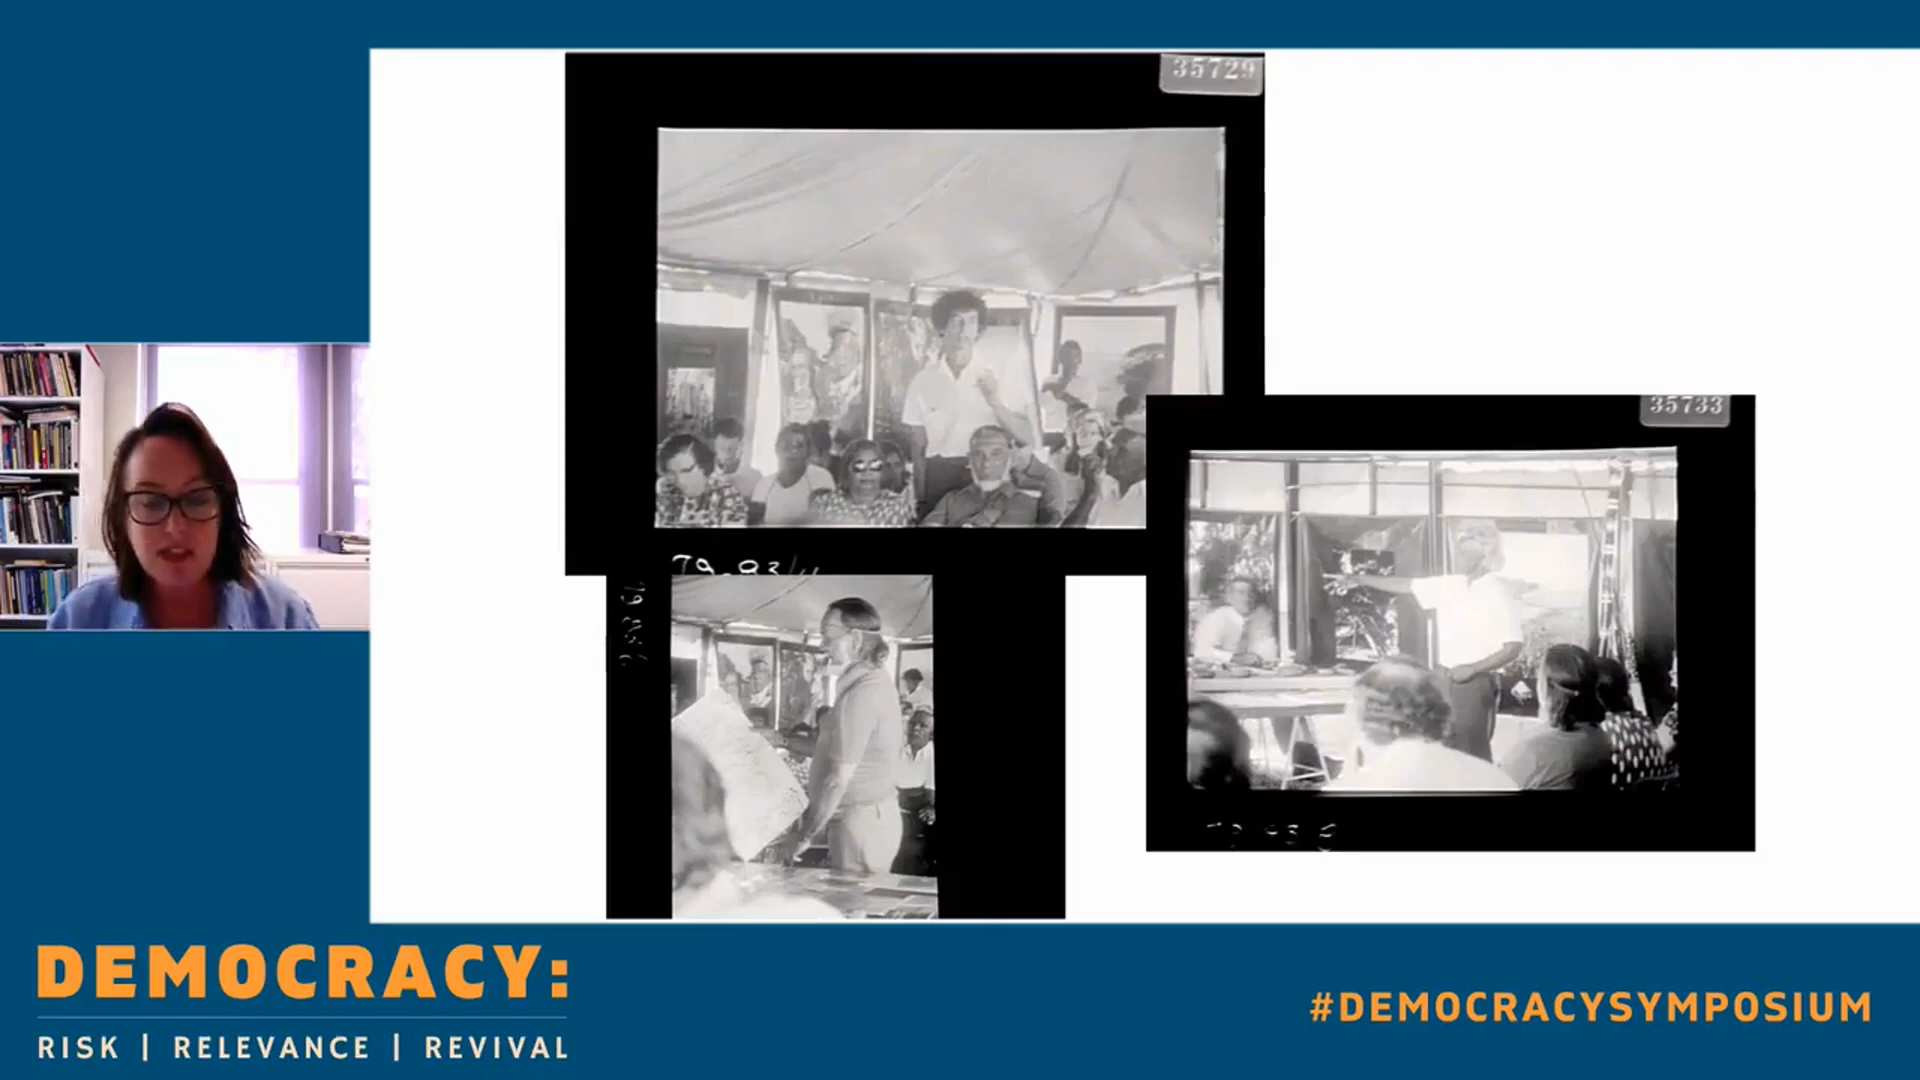 35729
35733
DEMOCRACY:
RISK | RELEVANCE | REVIVAL
#DEMOCRACYSYMPOSIUM